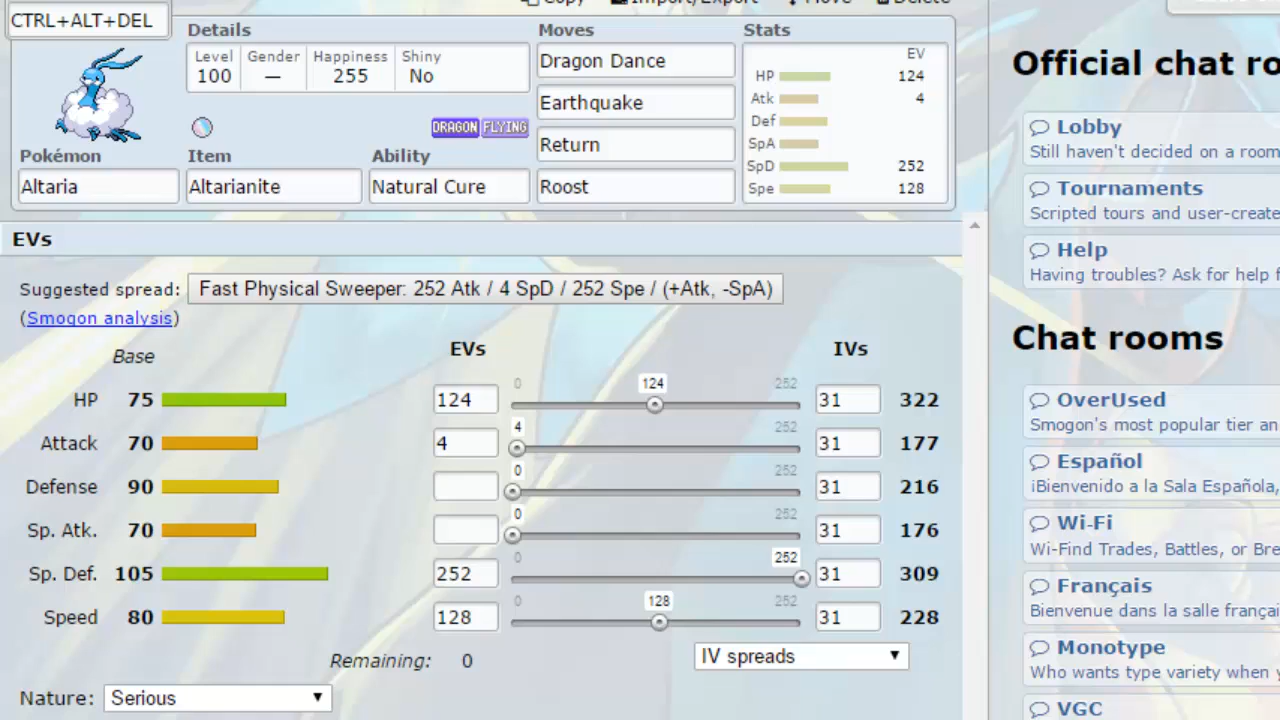 Copy Import/Export Move Delete
CTRL+ALT+DEL
Details
Moves
Stats
Level
100
Gender
—
Happiness
255
Shiny
No
DRAGON FLYING
Pokémon
Altaria
Item
Altarianite
Ability
Natural Cure
Dragon Dance
Earthquake
Return
Roost
EV
HP 124
Atk 4
Def
SpA
SpD 252
Spe 128
EVs
Suggested spread: Fast Physical Sweeper: 252 Atk / 4 SpD / 252 Spe / (+Atk, -SpA)
(Smogon analysis)
Base EVs IVs
HP 75 124 0 124 252 31 322
Attack 70 4 4 252 31 177
Defense 90 0 252 31 216
Sp. Atk. 70 0 252 31 176
Sp. Def. 105 252 0 252 31 309
Speed 80 128 0 128 252 31 228
Remaining: 0
IV spreads
Nature: Serious
Official chat ro
Lobby
Still haven't decided on a room
Tournaments
Scripted tours and user-create
Help
Having troubles? Ask for help f
Chat rooms
OverUsed
Smogon's most popular tier an
Español
¡Bienvenido a la Sala Española,
Wi-Fi
Wi-Find Trades, Battles, or Bre
Français
Bienvenue dans la salle françai
Monotype
Who wants type variety when y
VGC